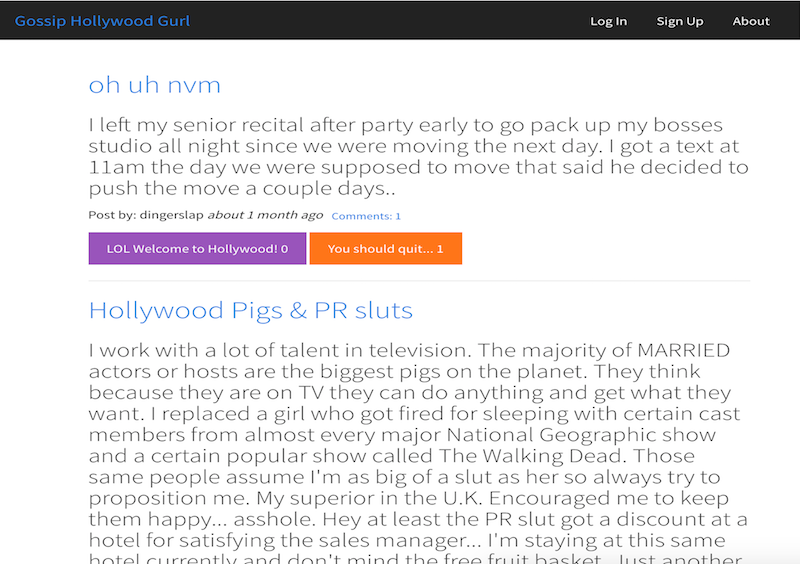 Gossip Hollywood Gurl
Log In Sign Up About
oh uh nvm
I left my senior recital after party early to go pack up my bosses
studio all night since we were moving the next day. I got a text at
11am the day we were supposed to move that said he decided to
push the move a couple days..
Post by: dingerslap about 1 month ago Comments: 1
LOL Welcome to Hollywood! 0 You should quit... 1
Hollywood Pigs & PR sluts
I work with a lot of talent in television. The majority of MARRIED
actors or hosts are the biggest pigs on the planet. They think
because they are on TV they can do anything and get what they
want. I replaced a girl who got fired for sleeping with certain cast
members from almost every major National Geographic show
and a certain popular show called The Walking Dead. Those
same people assume I'm as big of a slut as her so always try to
proposition me. My superior in the U.K. Encouraged me to keep
them happy... asshole. Hey at least the PR slut got a discount at a
hotel for satisfying the sales manager... I'm staying at this same
hotel currently and don't mind the free fruit basket. Just another